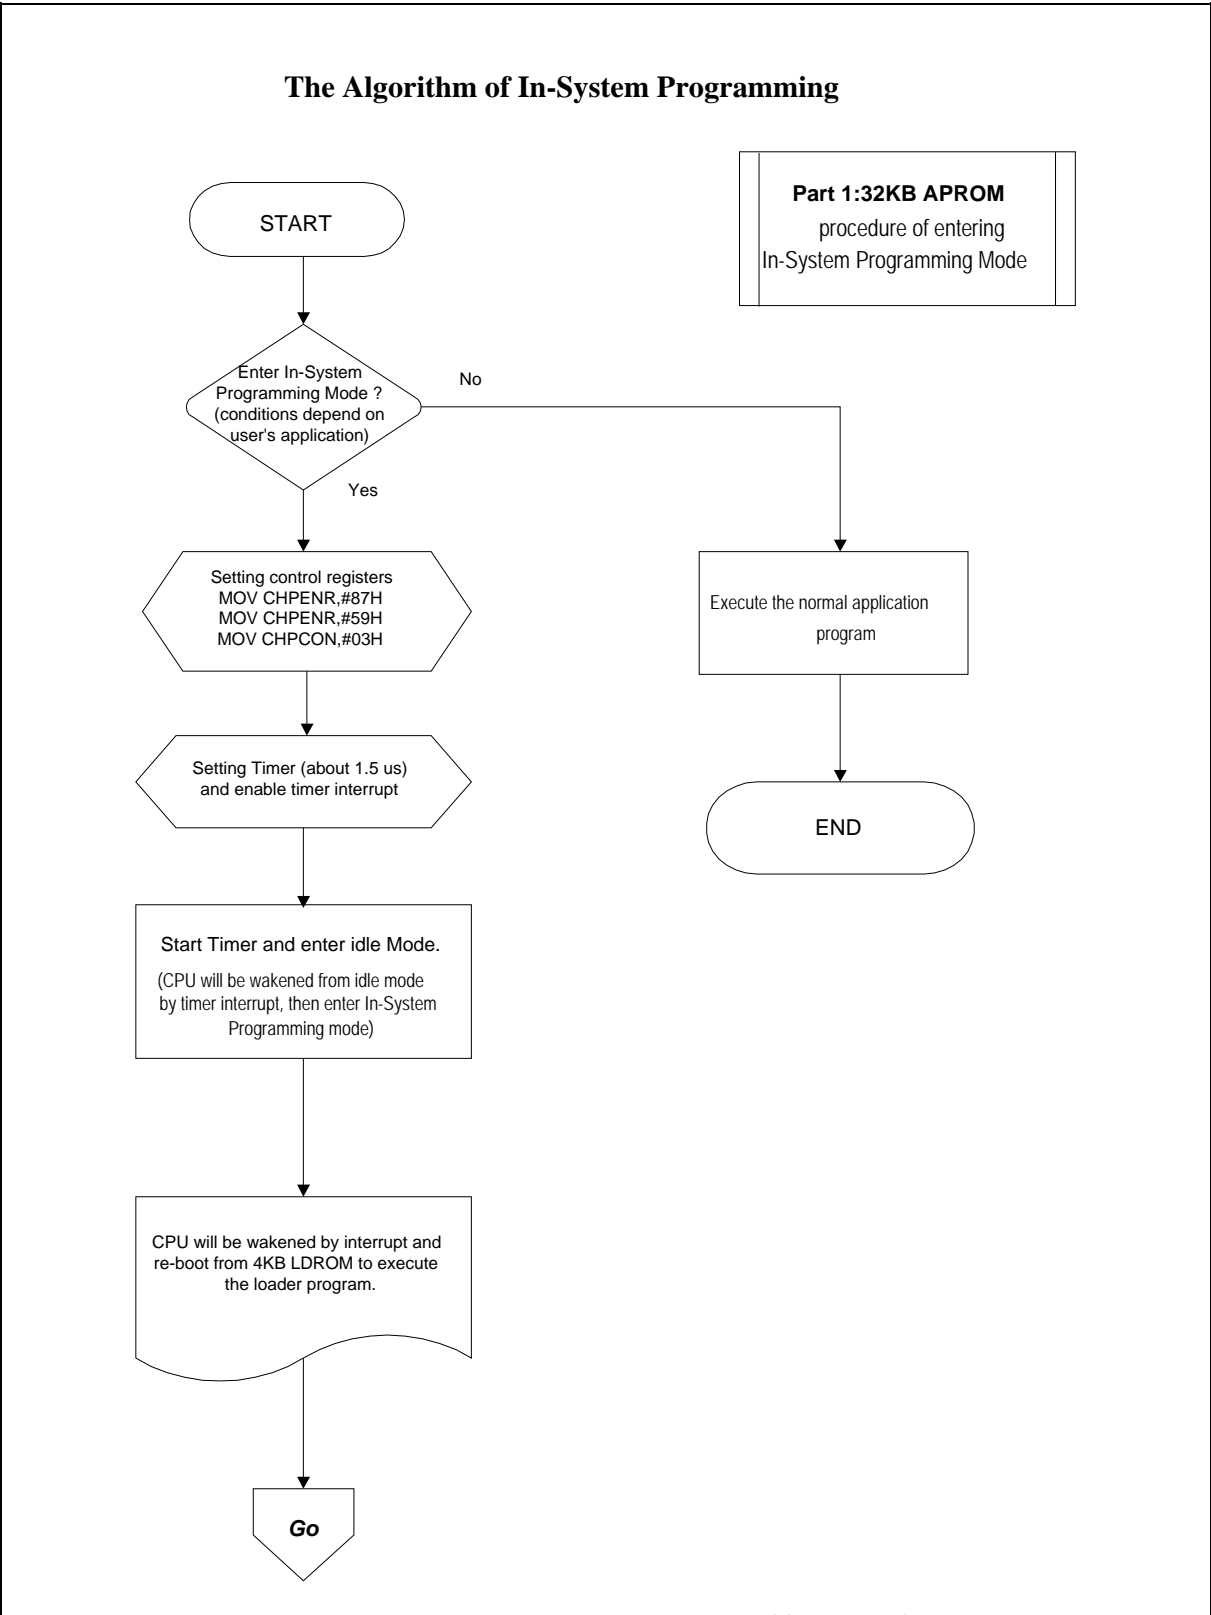 The Algorithm of In-System Programming
Part 1:32KB APROM
procedure of entering
In-System Programming Mode
START
Enter In-System
Programming Mode ?
(conditions depend on
user's application)
No
Yes
Setting control registers
MOV CHPENR,#87H
MOV CHPENR,#59H
MOV CHPCON,#03H
Execute the normal application
program
Setting Timer (about 1.5 us)
and enable timer interrupt
END
Start Timer and enter idle Mode.
(CPU will be wakened from idle mode
by timer interrupt, then enter In-System
Programming mode)
CPU will be wakened by interrupt and
re-boot from 4KB LDROM to execute
the loader program.
Go